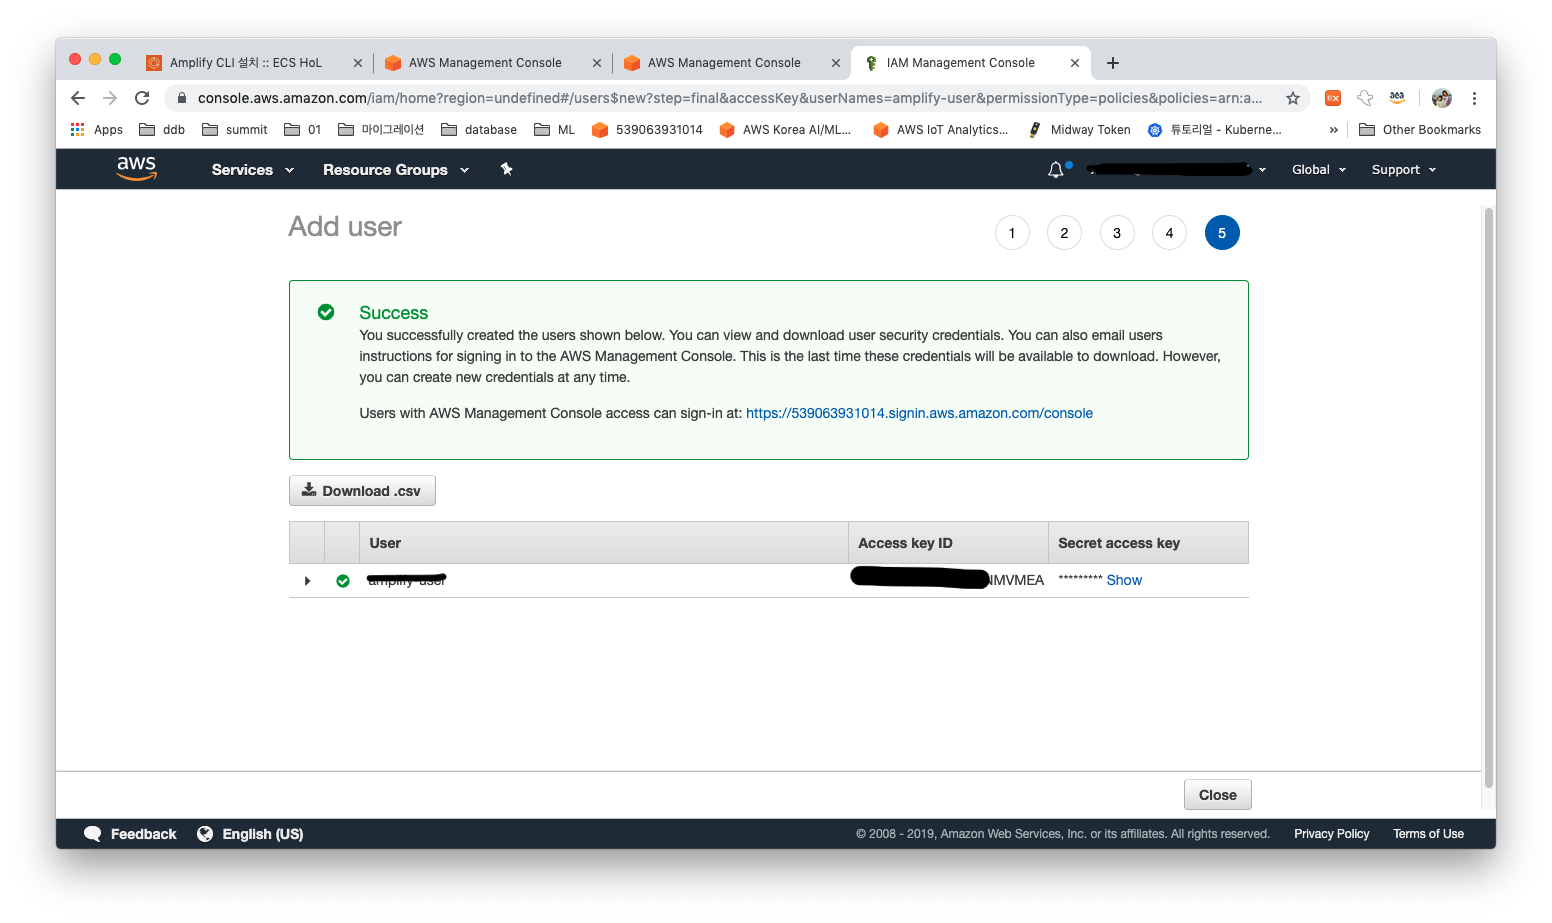 Amplify CLI 설치 :: ECS HoL
AWS Management Console
AWS Management Console
IAM Management Console
console.aws.amazon.com/iam/home?region=undefined#/users$new?step=final&accessKey&userNames=amplify-user&permissionType=policies&policies=arn:a...
Apps
ddb
summit
01
마이그레이션
database
ML
539063931014
AWS Korea AI/ML...
AWS IoT Analytics...
Midway Token
튜토리얼 - Kuberne...
»
Other Bookmarks
aws
Services
Resource Groups
Global
Support
Add user
1
2
3
4
5
Success
You successfully created the users shown below. You can view and download user security credentials. You can also email users
instructions for signing in to the AWS Management Console. This is the last time these credentials will be available to download. However,
you can create new credentials at any time.
Users with AWS Management Console access can sign-in at: https://539063931014.signin.aws.amazon.com/console
Download .csv
User
Access key ID
Secret access key
amplify-user
MVMEA
********* Show
Close
Feedback
English (US)
© 2008 - 2019, Amazon Web Services, Inc. or its affiliates. All rights reserved.
Privacy Policy
Terms of Use